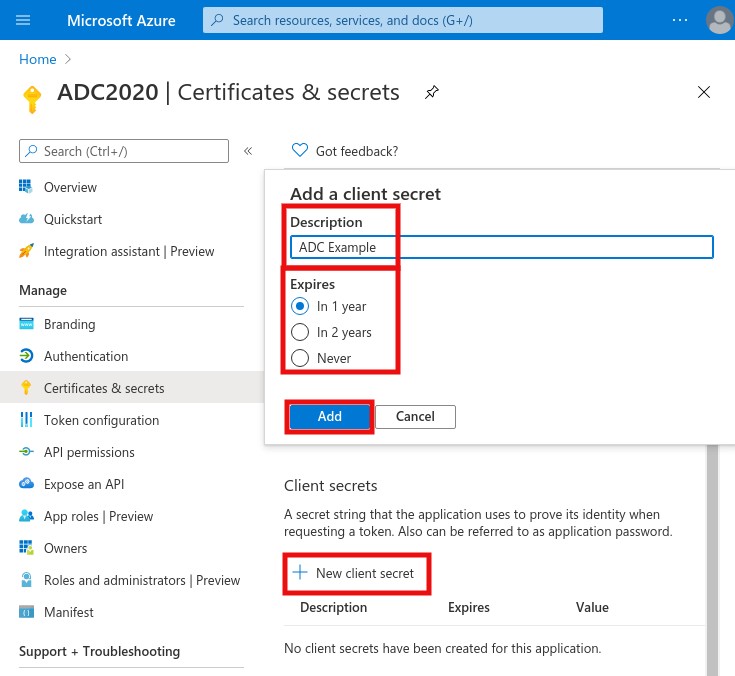 Microsoft Azure
Search resources, services, and docs (G+/)
...
Home >
ADC2020 | Certificates & secrets
Search (Ctrl+/)
«
Got feedback?
Overview
Quickstart
Integration assistant | Preview
Manage
Branding
Authentication
Certificates & secrets
Token configuration
API permissions
Expose an API
App roles | Preview
Owners
Roles and administrators | Preview
Manifest
Support + Troubleshooting
Add a client secret
Description
ADC Example
Expires
In 1 year
In 2 years
Never
Add
Cancel
Client secrets
A secret string that the application uses to prove its identity when
requesting a token. Also can be referred to as application password.
+ New client secret
Description Expires Value
No client secrets have been created for this application.